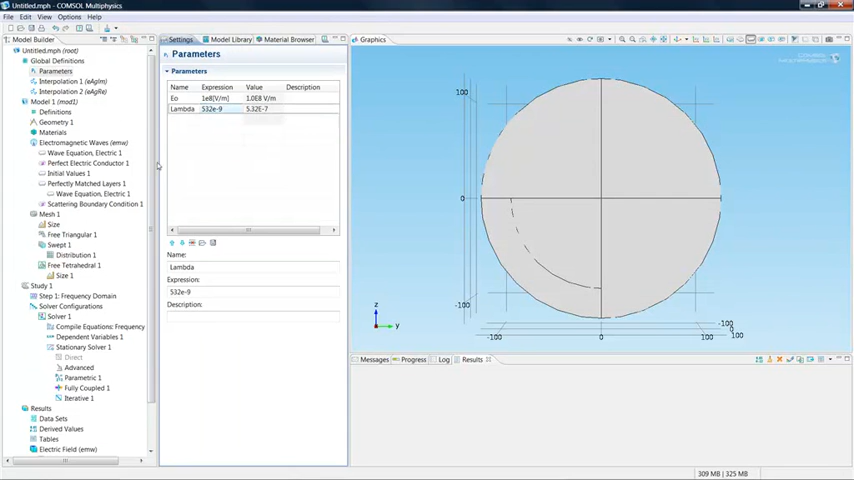 Untitled.mph - COMSOL Multiphysics
File Edit View Options Help
Model Builder
Untitled.mph (root)
Global Definitions
Parameters
Interpolation 1 (eAgIm)
Interpolation 2 (eAgRe)
Model 1 (mod1)
Definitions
Geometry 1
Materials
Electromagnetic Waves (emw)
Wave Equation, Electric 1
Perfect Electric Conductor 1
Initial Values 1
Perfectly Matched Layers 1
Wave Equation, Electric 1
Scattering Boundary Condition 1
Mesh 1
Size
Free Triangular 1
Swept 1
Distribution 1
Free Tetrahedral 1
Size 1
Study 1
Step 1: Frequency Domain
Solver Configurations
Solver 1
Compile Equations: Frequency
Dependent Variables 1
Stationary Solver 1
Direct
Advanced
Parametric 1
Fully Coupled 1
Iterative 1
Results
Data Sets
Derived Values
Tables
Electric Field (emw)
Settings Model Library Material Browser
Parameters
Parameters
Name Expression Value Description
Eo 1e8[V/m] 1.0E8 V/m
Lambda 532e-9 5.32E-7
Name:
Lambda
Expression:
532e-9
Description:
Graphics
100
0
-100
z
y
-100 0 100
-100
0
100
Messages Progress Log Results
309 MB | 325 MB